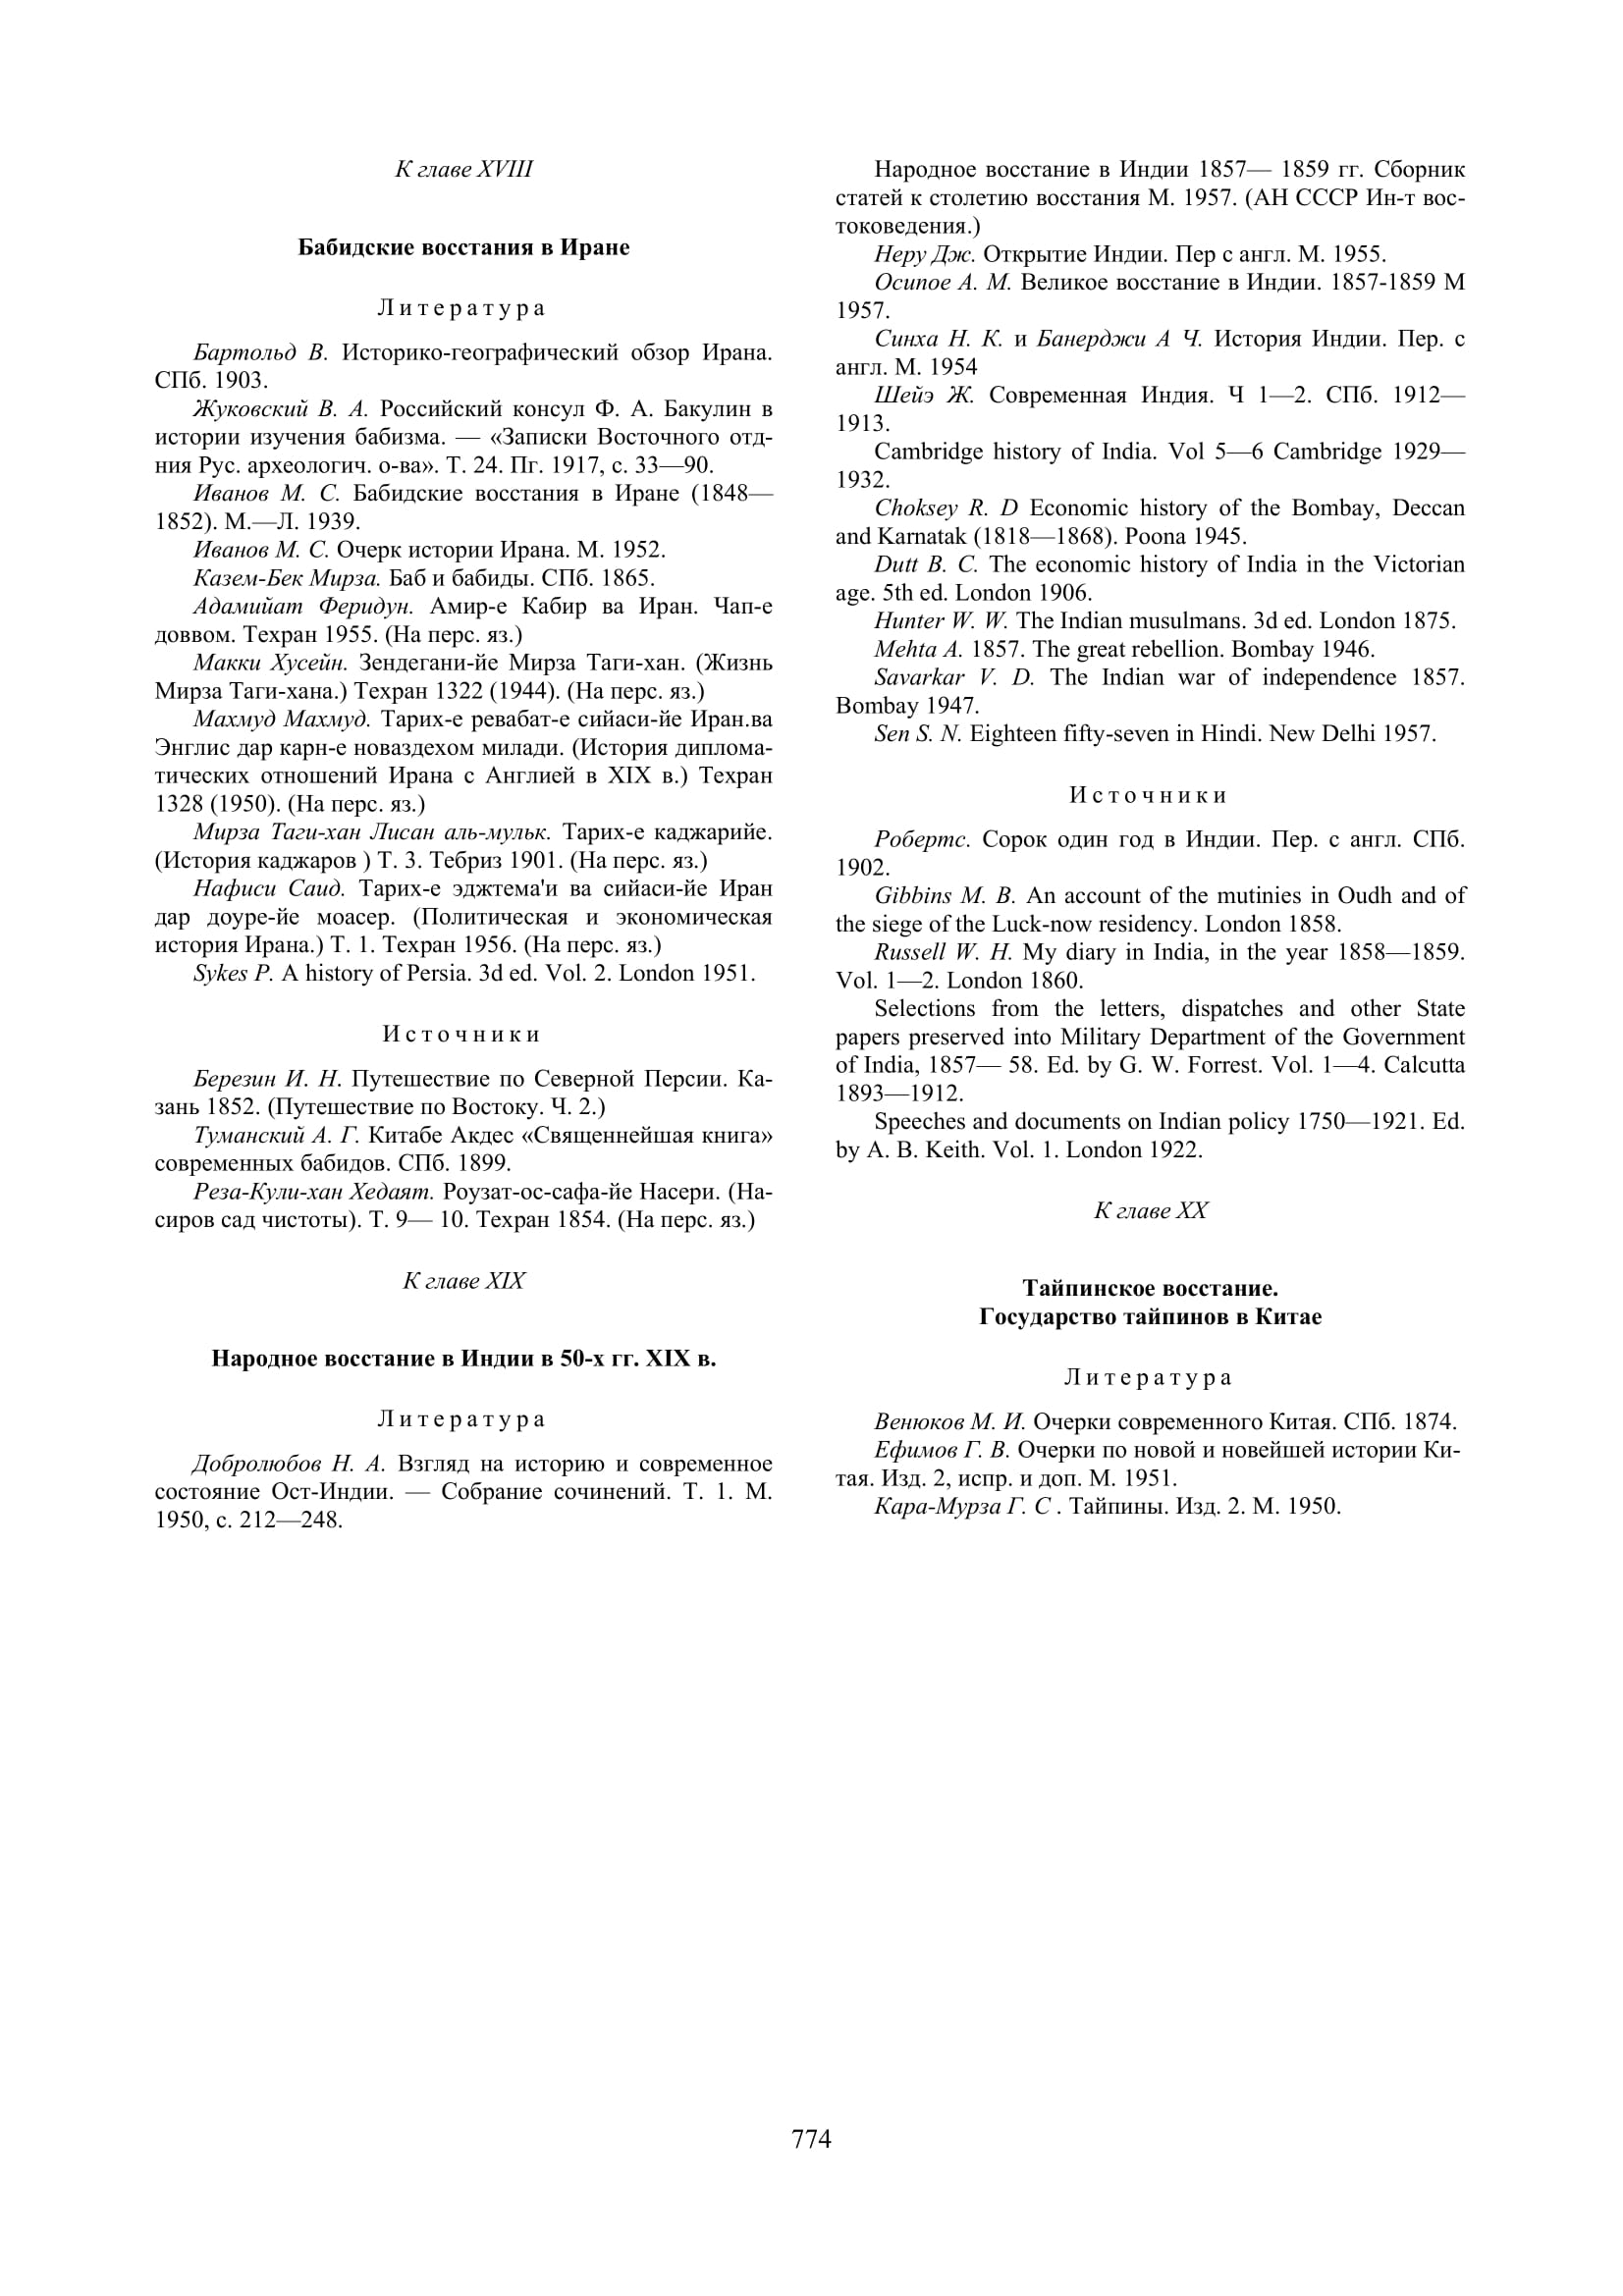 К главе XVIII
Бабидские восстания в Иране
Литература
Бартольд В. Историко-географический обзор Ирана.
СПб. 1903.
Жуковский В. А. Российский консул Ф. А. Бакулин в
истории изучения бабизма. — «Записки Восточного отд-
ния Рус. археологич. о-ва». Т. 24. Пг. 1917, с. 33—90.
Иванов М. С. Бабидские восстания в Иране (1848—
1852). М.—Л. 1939.
Иванов М. С. Очерк истории Ирана. М. 1952.
Казем-Бек Мирза. Баб и бабиды. СПб. 1865.
Адамийат Феридун. Амир-е Кабир ва Иран. Чап-е
доввом. Техран 1955. (На перс. яз.)
Макки Хусейн. Зендегани-йе Мирза Таги-хан. (Жизнь
Мирза Таги-хана.) Техран 1322 (1944). (На перс. яз.)
Махмуд Махмуд. Тарих-е ревабат-е сийаси-йе Иран.ва
Энглис дар карн-е новаздехом милади. (История диплома-
тических отношений Ирана с Англией в XIX в.) Техран
1328 (1950). (На перс. яз.)
Мирза Таги-хан Лисан аль-мульк. Тарих-е каджарийе.
(История каджаров ) Т. 3. Тебриз 1901. (На перс. яз.)
Нафиси Саид. Тарих-е эджтема'и ва сийаси-йе Иран
дар доуре-йе моасер. (Политическая и экономическая
история Ирана.) Т. 1. Техран 1956. (На перс. яз.)
Sykes P. A history of Persia. 3d ed. Vol. 2. London 1951.
Источники
Березин И. Н. Путешествие по Северной Персии. Ка-
зань 1852. (Путешествие по Востоку. Ч. 2.)
Туманский А. Г. Китабе Акдес «Священнейшая книга»
современных бабидов. СПб. 1899.
Реза-Кули-хан Хедаят. Роузат-ос-сафа-йе Насери. (На-
сиров сад чистоты). Т. 9— 10. Техран 1854. (На перс. яз.)
К главе XIX
Народное восстание в Индии в 50-х гг. XIX в.
Литература
Добролюбов Н. А. Взгляд на историю и современное
состояние Ост-Индии. — Собрание сочинений. Т. 1. М.
1950, с. 212—248.
Народное восстание в Индии 1857— 1859 гг. Сборник
статей к столетию восстания М. 1957. (АН СССР Ин-т вос-
токоведения.)
Неру Дж. Открытие Индии. Пер с англ. М. 1955.
Осипое А. М. Великое восстание в Индии. 1857-1859 М
1957.
Синха Н. К. и Банерджи А Ч. История Индии. Пер. с
англ. М. 1954
Шейэ Ж. Современная Индия. Ч 1—2. СПб. 1912—
1913.
Cambridge history of India. Vol 5—6 Cambridge 1929—
1932.
Choksey R. D Economic history of the Bombay, Deccan
and Karnatak (1818—1868). Poona 1945.
Dutt B. C. The economic history of India in the Victorian
age. 5th ed. London 1906.
Hunter W. W. The Indian musulmans. 3d ed. London 1875.
Mehta A. 1857. The great rebellion. Bombay 1946.
Savarkar V. D. The Indian war of independence 1857.
Bombay 1947.
Sen S. N. Eighteen fifty-seven in Hindi. New Delhi 1957.
Источники
Робертс. Сорок один год в Индии. Пер. с англ. СПб.
1902.
Gibbins M. B. An account of the mutinies in Oudh and of
the siege of the Luck-now residency. London 1858.
Russell W. H. My diary in India, in the year 1858—1859.
Vol. 1—2. London 1860.
Selections from the letters, dispatches and other State
papers preserved into Military Department of the Government
of India, 1857— 58. Ed. by G. W. Forrest. Vol. 1—4. Calcutta
1893—1912.
Speeches and documents on Indian policy 1750—1921. Ed.
by A. B. Keith. Vol. 1. London 1922.
К главе XX
Тайпинское восстание.
Государство тайпинов в Китае
Литература
Венюков М. И. Очерки современного Китая. СПб. 1874.
Ефимов Г. В. Очерки по новой и новейшей истории Ки-
тая. Изд. 2, испр. и доп. М. 1951.
Кара-Мурза Г. С . Тайпины. Изд. 2. М. 1950.
774